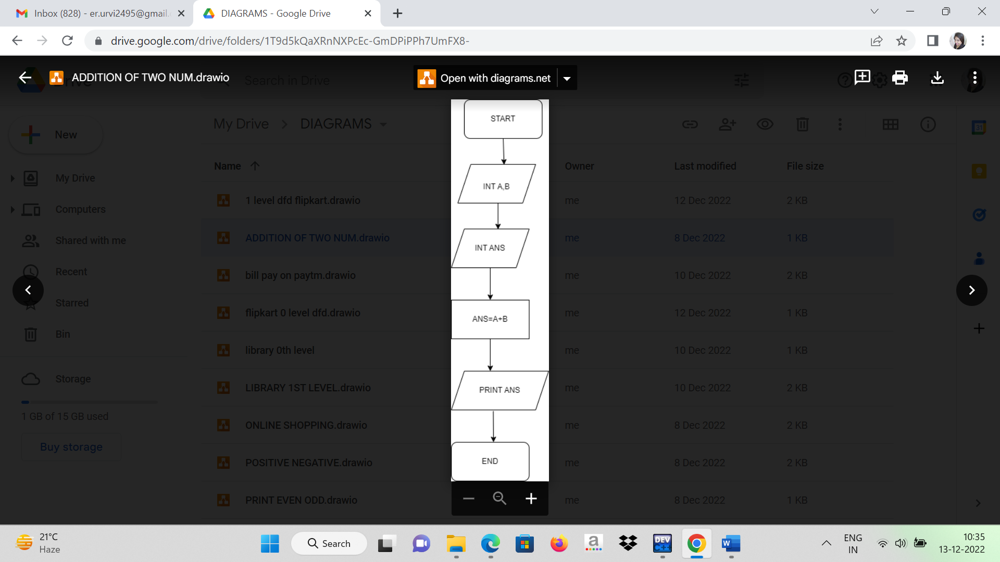 Inbox (828) - er.urvi2495@gmail.
DIAGRAMS - Google Drive
drive.google.com/drive/folders/1T9d5kQaXRnNXPcEc-GmDPiPPh7UmFX8-
ADDITION OF TWO NUM.drawio
Search in Drive
Open with diagrams.net
New
My Drive
DIAGRAMS
Name
Owner
Last modified
File size
My Drive
Computers
Shared with me
Recent
Starred
Bin
Storage
1 GB of 15 GB used
Buy storage
1 level dfd flipkart.drawio
me
12 Dec 2022
2 KB
ADDITION OF TWO NUM.drawio
me
8 Dec 2022
1 KB
bill pay on paytm.drawio
me
10 Dec 2022
2 KB
flipkart 0 level dfd.drawio
me
12 Dec 2022
1 KB
library 0th level
me
10 Dec 2022
1 KB
LIBRARY 1ST LEVEL.drawio
me
10 Dec 2022
2 KB
ONLINE SHOPPING.drawio
me
8 Dec 2022
2 KB
POSITIVE NEGATIVE.drawio
me
8 Dec 2022
2 KB
PRINT EVEN ODD.drawio
me
8 Dec 2022
1 KB
START
INT A,B
INT ANS
ANS=A+B
PRINT ANS
END
31
21°C
Haze
Search
DEV
C++
ENG
IN
10:35
13-12-2022